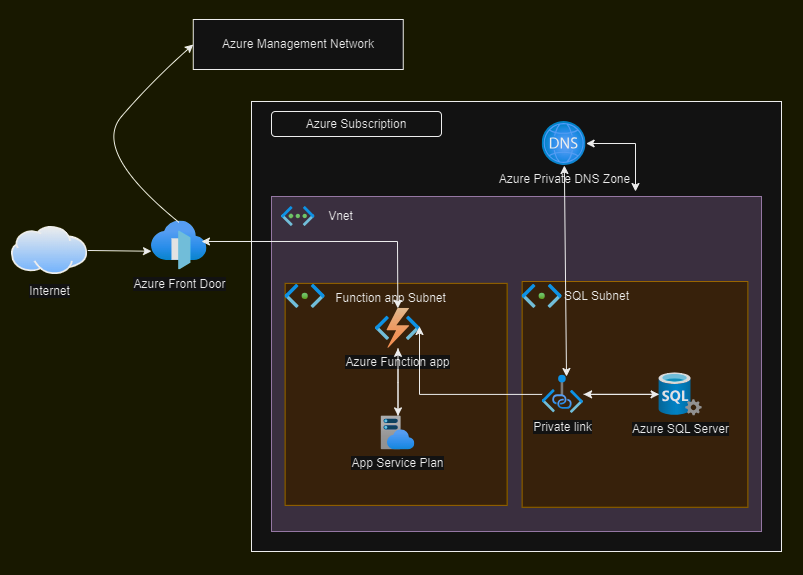 Azure Management Network
Azure Subscription
DNS
Azure Private DNS Zone
Vnet
Internet
Azure Front Door
Function app Subnet
SQL Subnet
Azure Function app
SQL
Private link
Azure SQL Server
App Service Plan